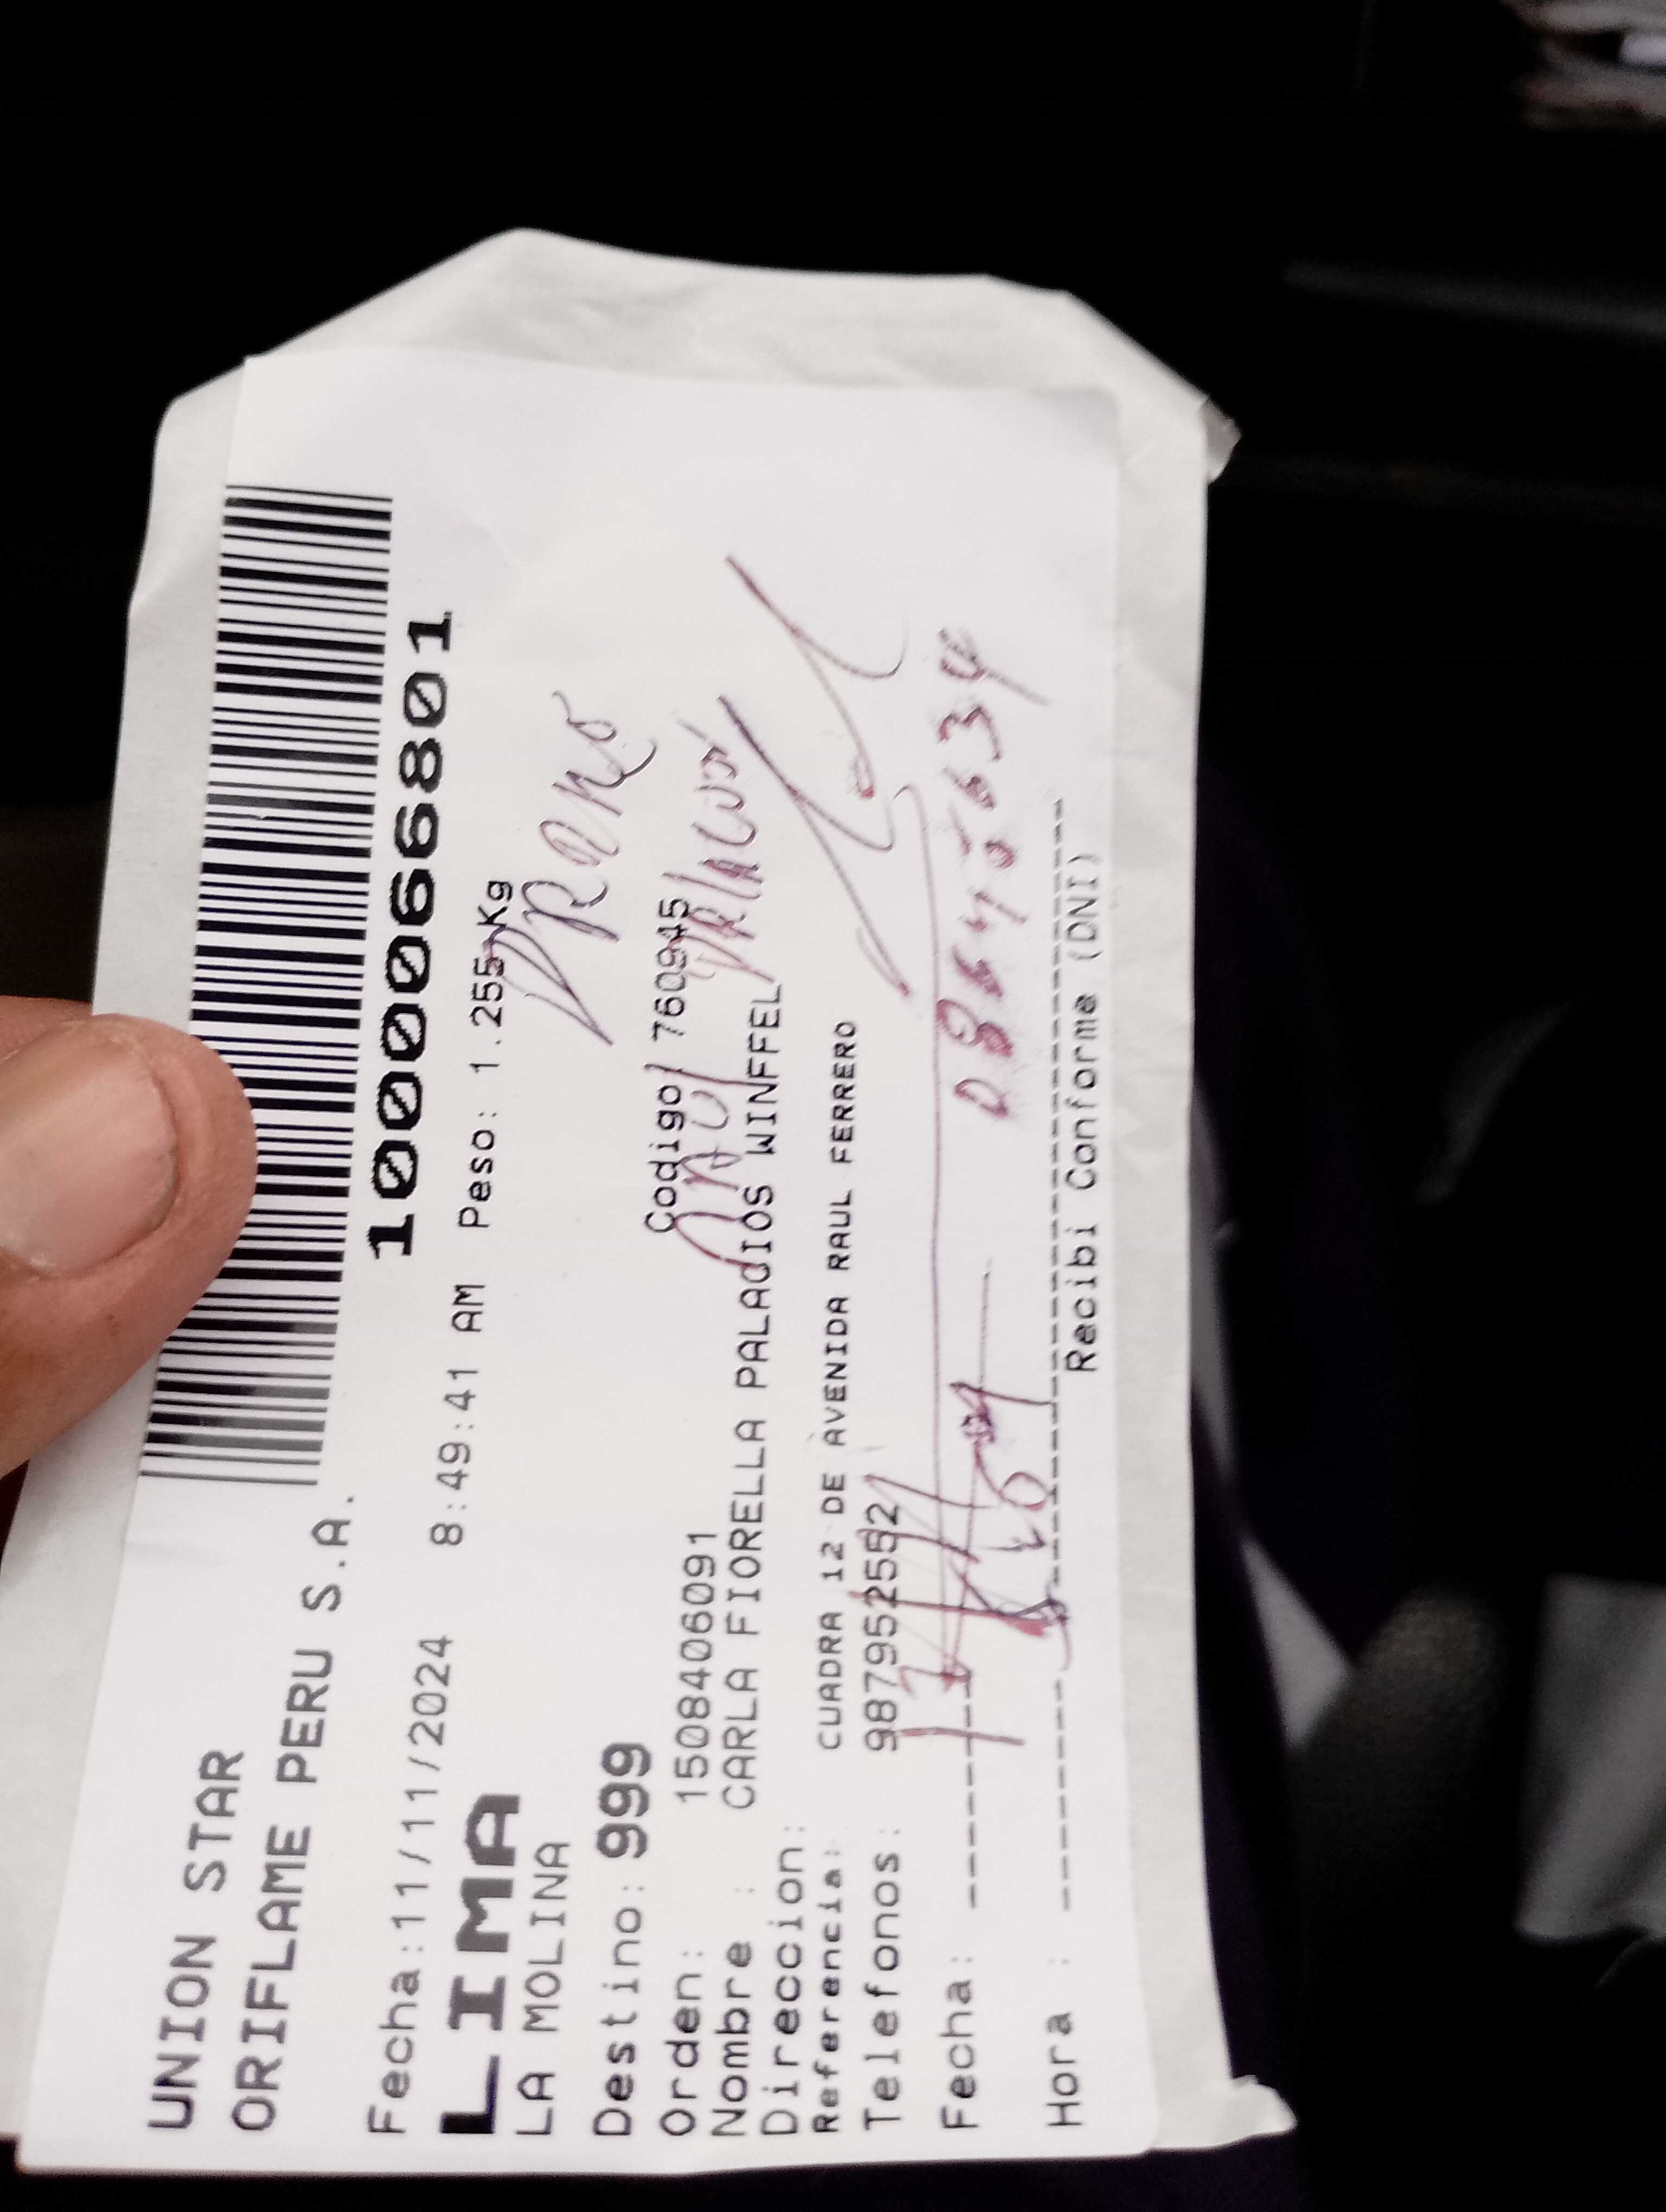 UNION STAR
ORIFLAME PERU S.A.
1000066801
Fecha:11/11/2024 8:49:41 AM Peso: 1.255 Kg
LIMA
LA MOLINA
Destino: 999
Orden: 1508406091 Codigo 760945
Nombre : CARLA FIORELLA PALACIOS WINFFEL
Direccion:
Referencia: CUADRA 12 DE AVENIDA RAUL FERRERO
Telefonos: 987952552
Fecha:
Hora :
Recibi Conforme (DNI)